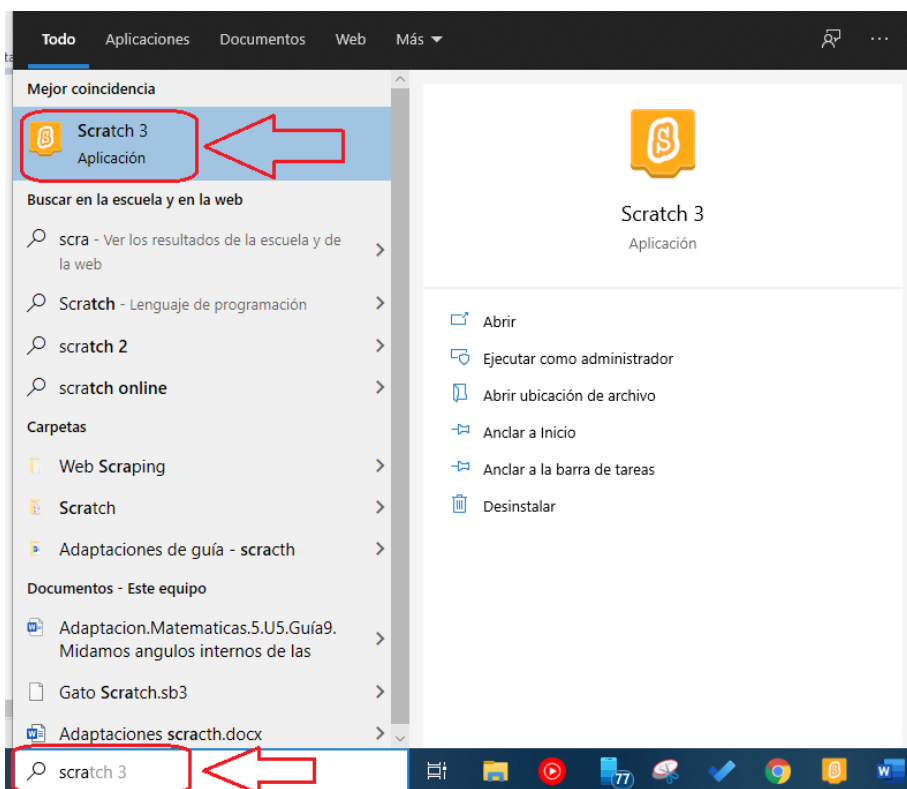 Todo Aplicaciones Documentos Web Más
ta
Mejor coincidencia
Scratch 3
Aplicación
Buscar en la escuela y en la web
scra - Ver los resultados de la escuela y de
la web
Scratch - Lenguaje de programación
scratch 2
scratch online
Carpetas
Web Scraping
Scratch
Adaptaciones de guía - scracth
Documentos - Este equipo
Adaptacion.Matematicas.5.U5.Guía9.
Midamos angulos internos de las
Gato Scratch.sb3
Adaptaciones scracth.docx
scratch 3
Scratch 3
Aplicación
Abrir
Ejecutar como administrador
Abrir ubicación de archivo
Anclar a Inicio
Anclar a la barra de tareas
Desinstalar
77